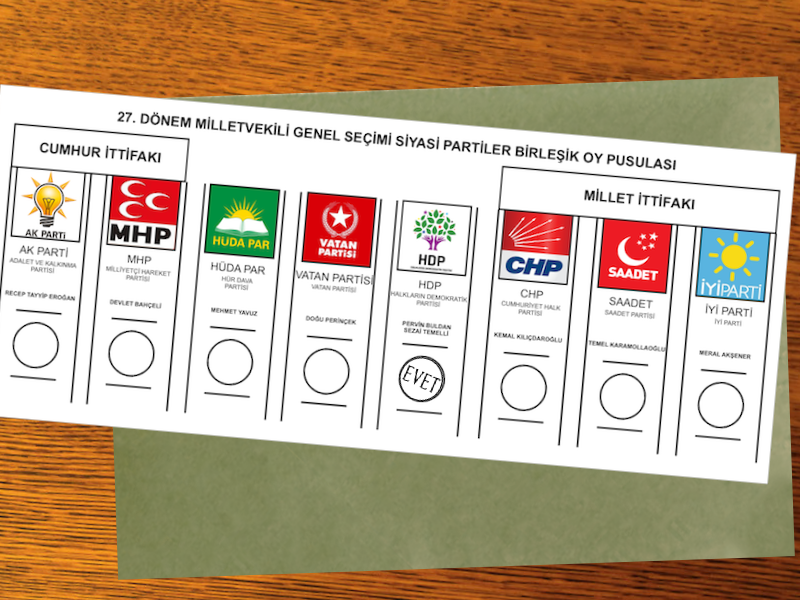 27. DÖNEM MİLLETVEKİLİ GENEL SEÇİMİ SİYASİ PARTİLER BİRLEŞİK OY PUSULASI
CUMHUR İTTİFAKI
MİLLET İTTİFAKI
AK PARTi
AK PARTİ
ADALET VE KALKINMA
PARTİSİ
RECEP TAYYİP ERDOĞAN
MHP
MHP
MİLLİYETÇİ HAREKET
PARTİSİ
DEVLET BAHÇELİ
HÜDA PAR
HÜDA PAR
HÜR DAVA
PARTİSİ
MEHMET YAVUZ
VATAN
PARTİSİ
VATAN PARTİSİ
VATAN PARTİSİ
DOĞU PERİNÇEK
HDP
HDP
HALKLARIN DEMOKRATİK
PARTİSİ
PERVİN BULDAN
SEZAİ TEMELLİ
EVET
CHP
CHP
CUMHURİYET HALK
PARTİSİ
KEMAL KILIÇDAROĞLU
SAADET
SAADET
SAADET PARTİSİ
TEMEL KARAMOLLAOĞLU
İYİ PARTİ
İYİ PARTİ
İYİ PARTİ
MERAL AKŞENER